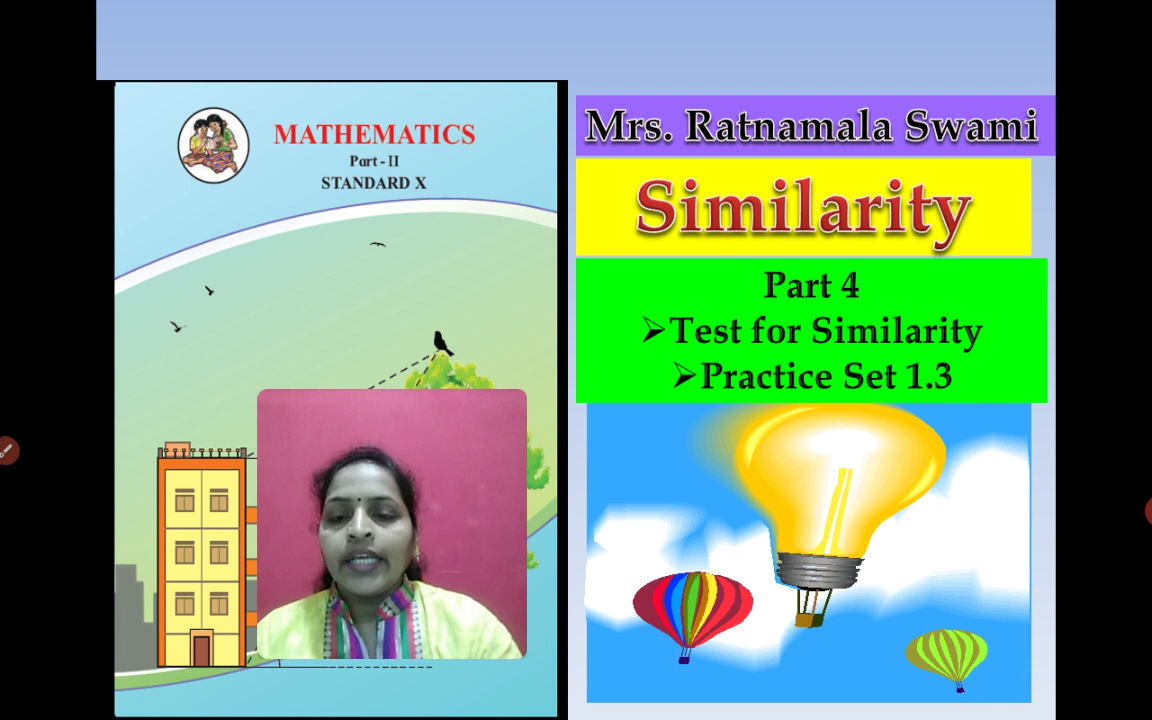 MATHEMATICS
Part - II
STANDARD X
Mrs. Ratnamala Swami
Similarity
Part 4
➢Test for Similarity
➢Practice Set 1.3